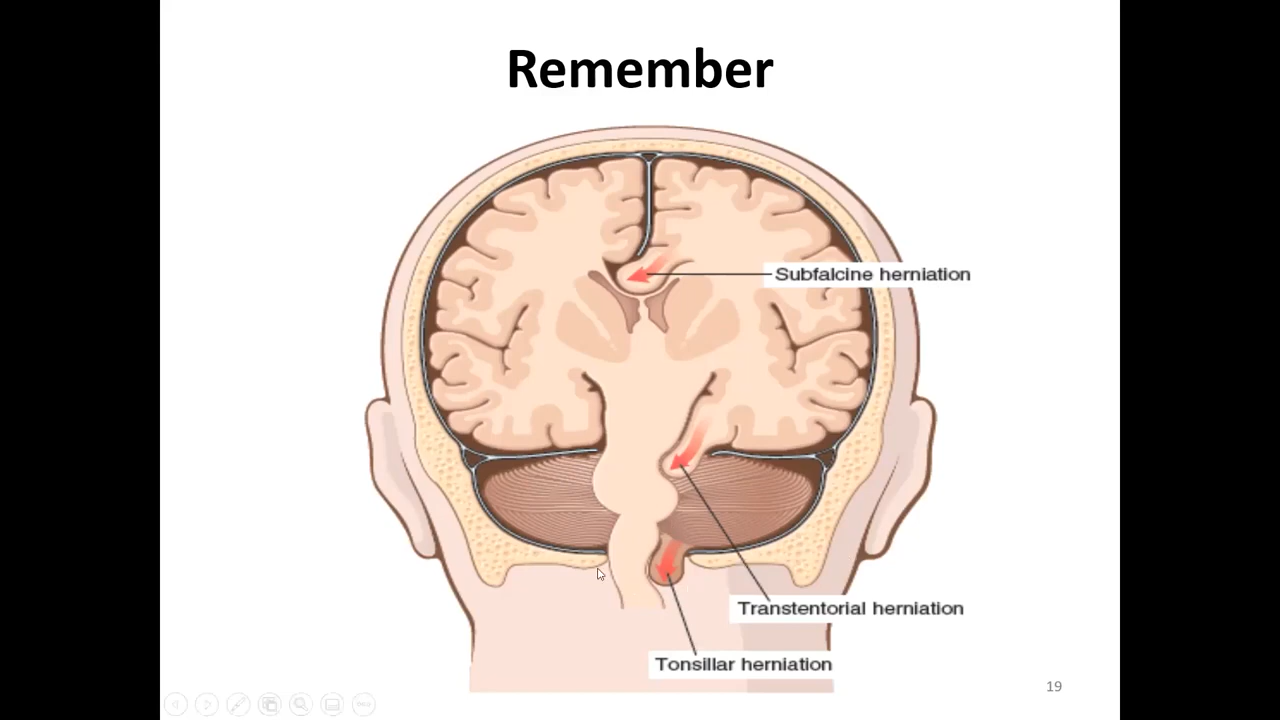 Remember
Subfalcine herniation
Transtentorial herniation
Tonsillar herniation
19